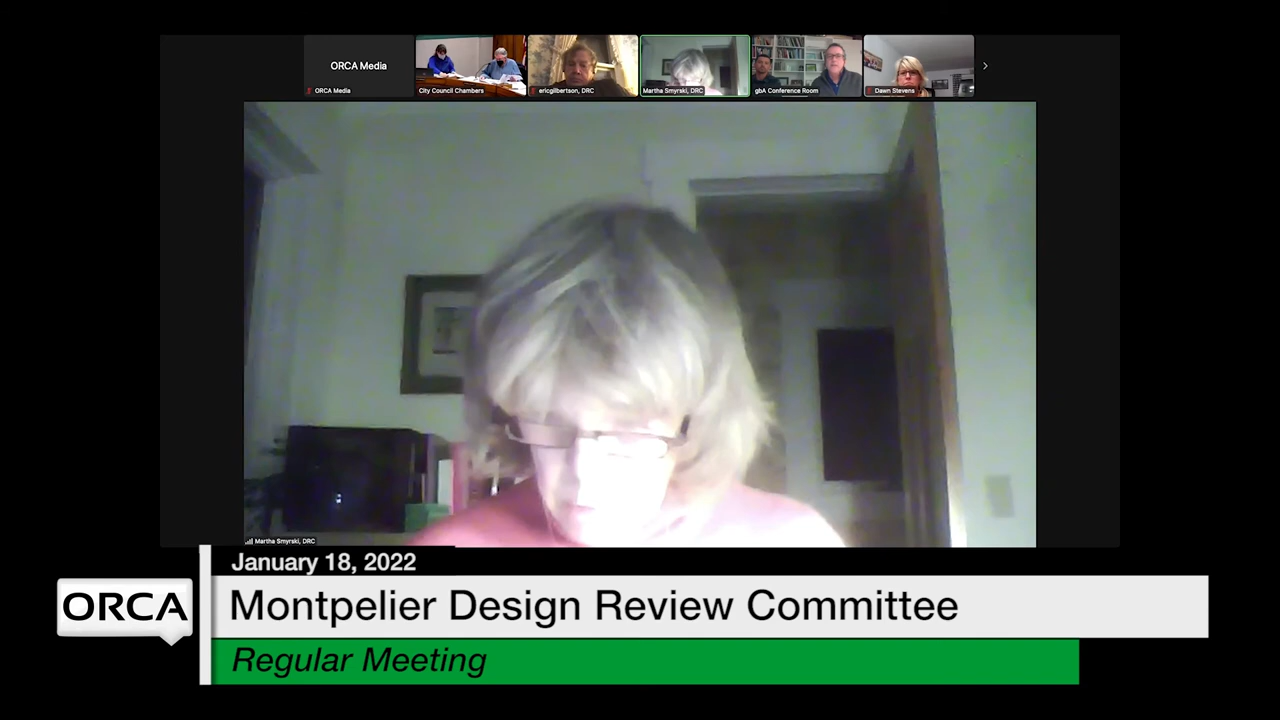 ORCA Media
ORCA Media
City Council Chambers
ericgilbertson, DRC
Martha Smyrski, DRC
gbA Conference Room
Dawn Stevens
Martha Smyrski, DRC
January 18, 2022
ORCA
Montpelier Design Review Committee
Regular Meeting